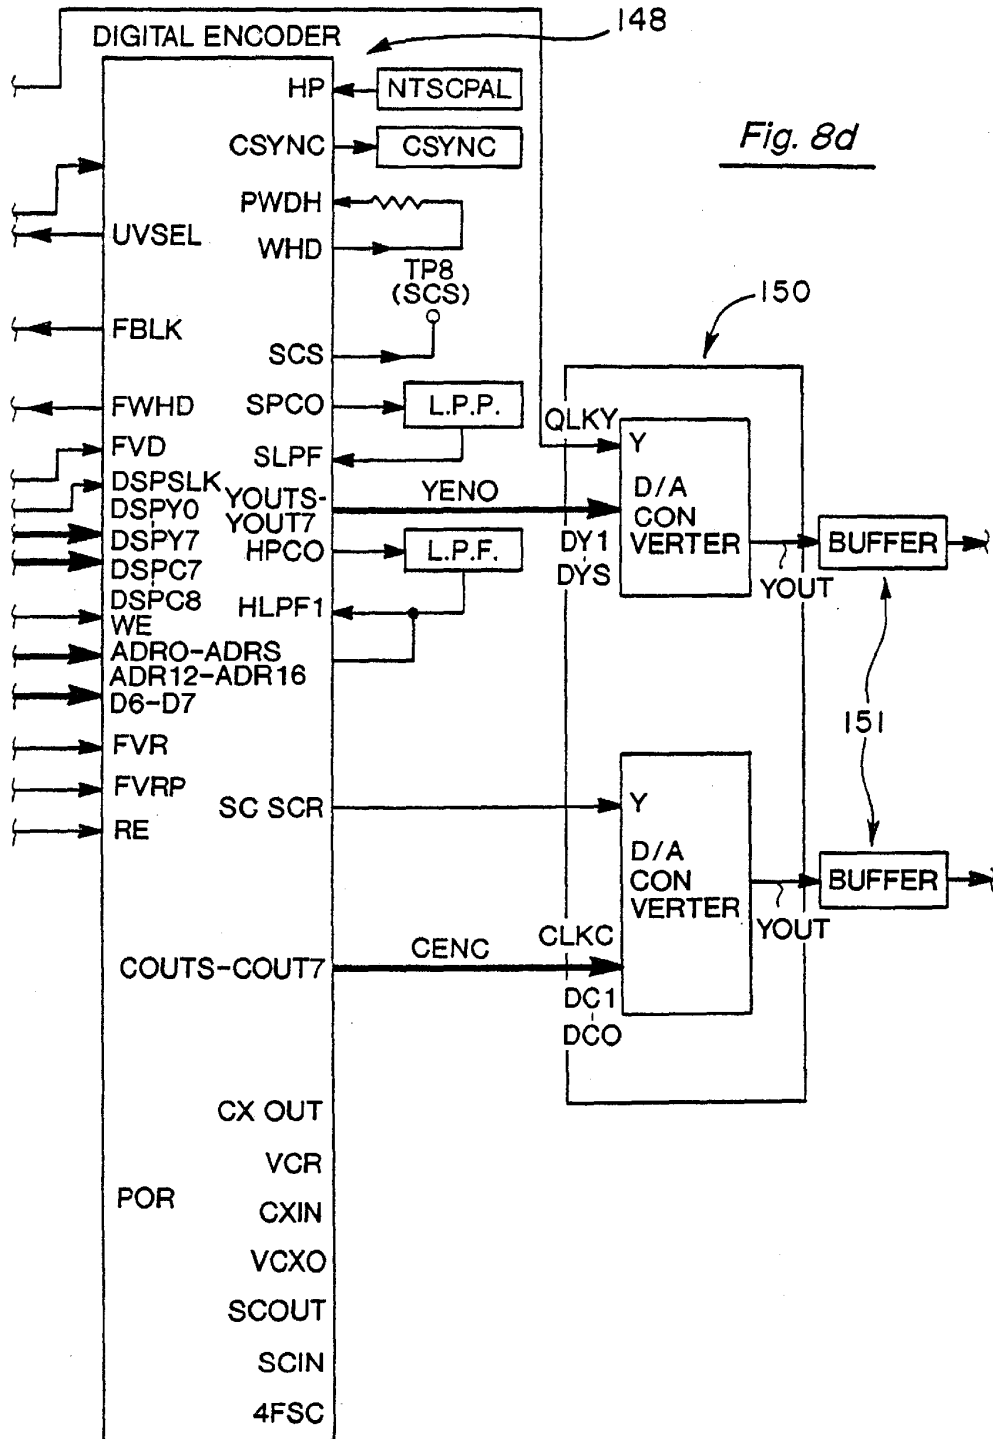 DIGITAL ENCODER
148
Fig. 8d
HP
NTSCPAL
CSYNC
CSYNC
PWDH
UVSEL
WHD
TP8
(SCS)
150
FBLK
SCS
FWHD
SPCO
L.P.P.
QLKY
Y
FVD
SLPF
DSPSLK
YOUTS-
YENO
D/A
CON
VERTER
DSPY0
YOUT7
DSPY7
HPCO
L.P.F.
DY1
DYS
YOUT
BUFFER
DSPC7
DSPC8
HLPF1
WE
ADR0-ADRS
ADR12-ADR16
D6-D7
151
FVR
FVRP
SC SCR
Y
RE
D/A
CON
VERTER
YOUT
BUFFER
COUTS-COUT7
CENC
CLKC
DC1
DCO
CX OUT
VCR
POR
CXIN
VCXO
SCOUT
SCIN
4FSC